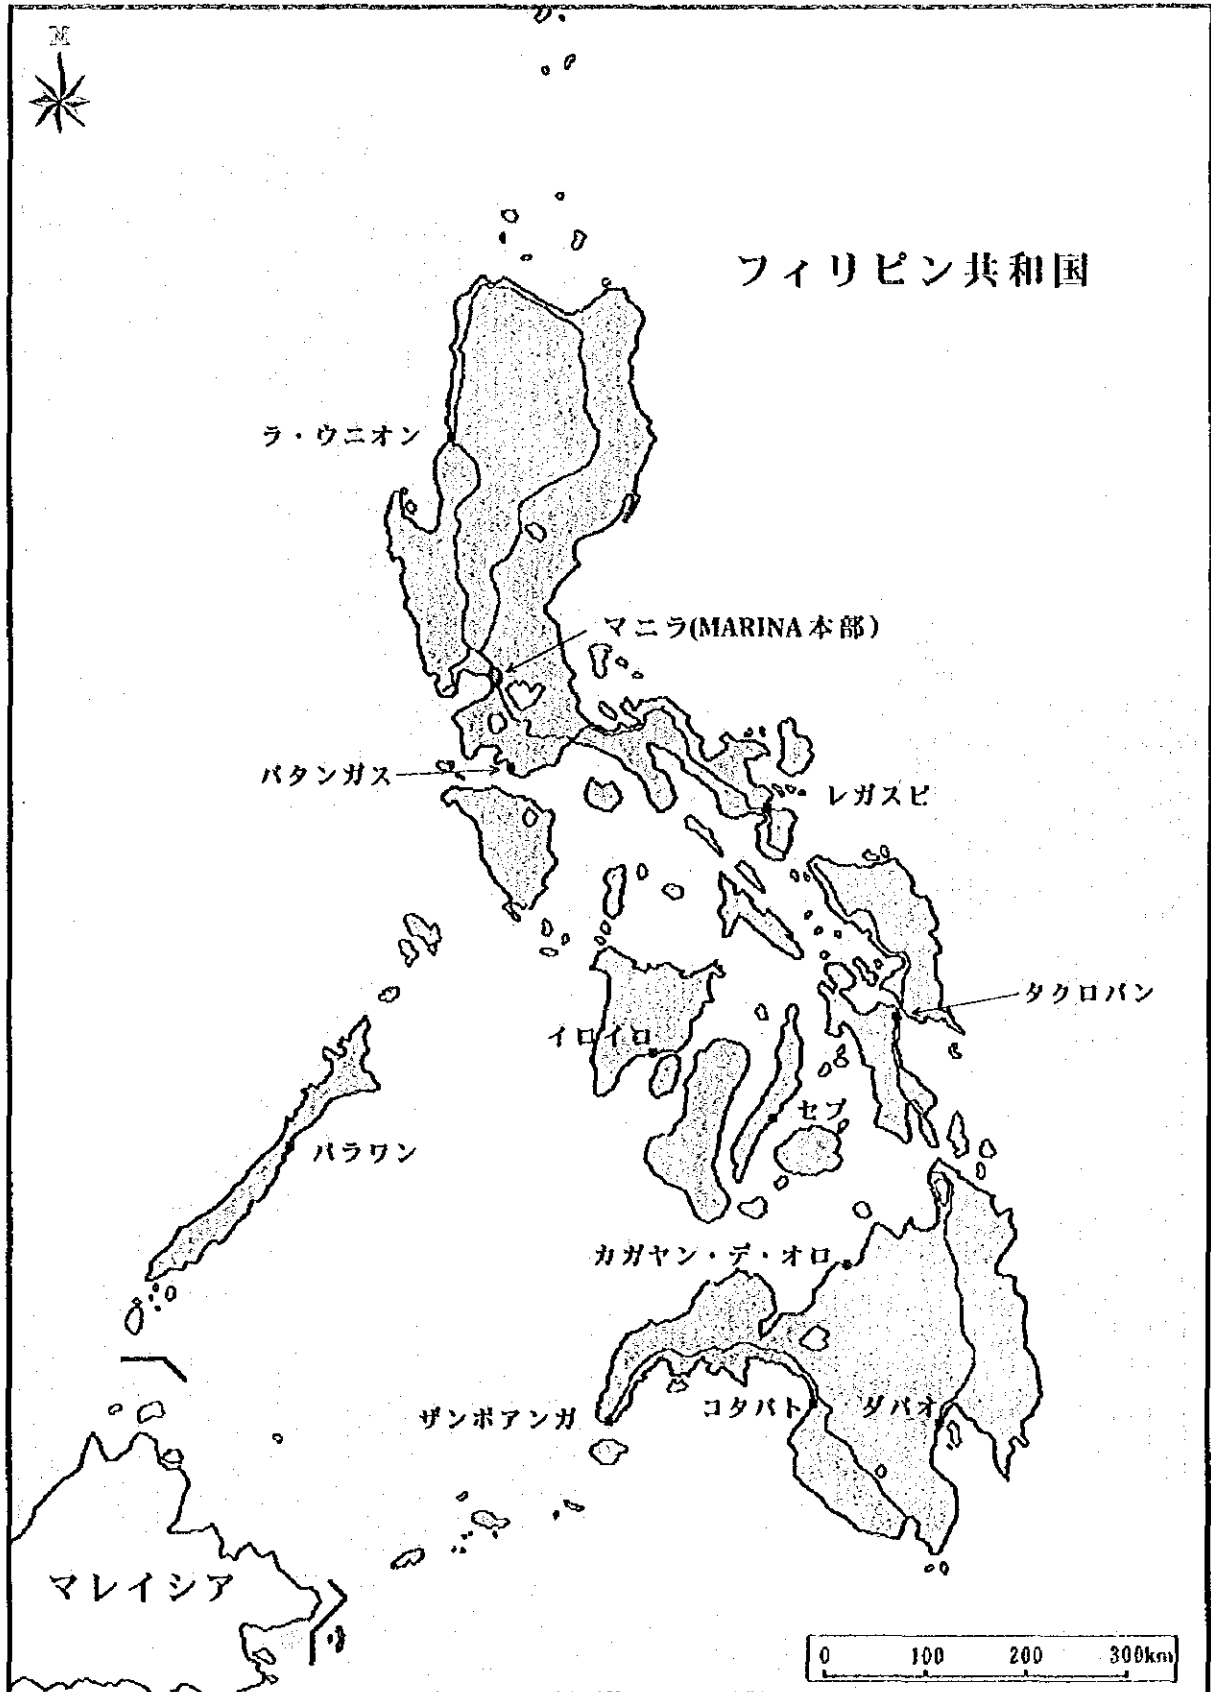 N
フィリピン共和国
ラ・ウニオン
マニラ(MARINA本部)
バタンガス
レガスピ
タクロバン
イロイロ
セブ
パラワン
カガヤン・デ・オロ
ザンボアンガ
コタバト
ダバオ
マレイシア
0 100 200 300km